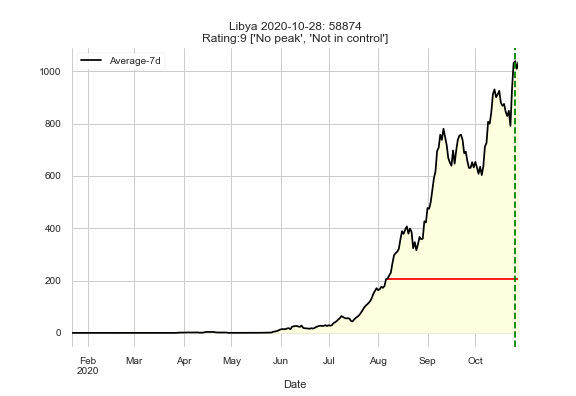 Libya 2020-10-28: 58874
Rating:9 ['No peak', 'Not in control']
Average-7d
1000
800
600
400
200
0
Feb Mar Apr May Jun Jul Aug Sep Oct
2020
Date